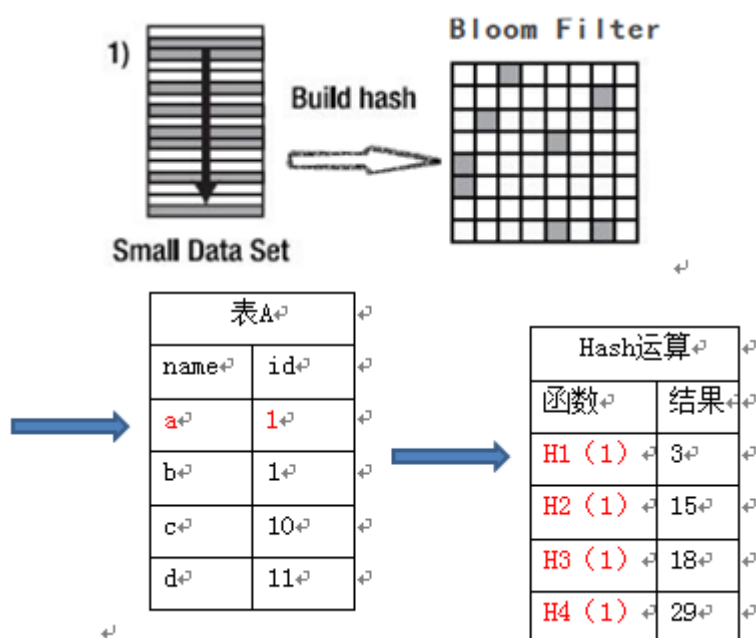 Bloom Filter
1)
Build hash
Small Data Set
表A
name id
a 1
b 1
c 10
d 11
Hash运算
函数 结果
H1（1） 3
H2（1） 15
H3（1） 18
H4（1） 29